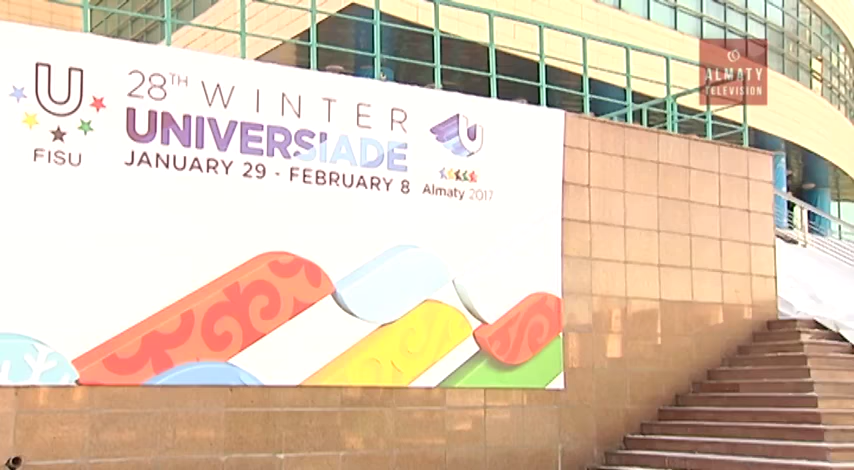 U
FISU
28TH WINTER
UNIVERSIADE
JANUARY 29 - FEBRUARY 8
U
Almaty 2017
ALMATY
TELEVISION